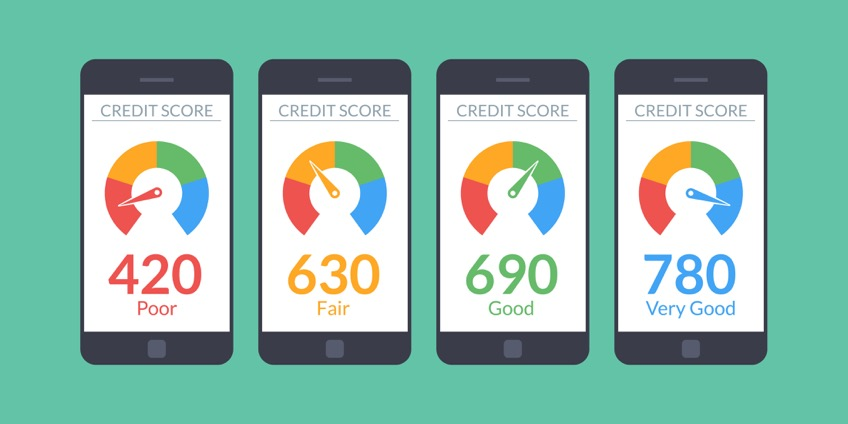 CREDIT SCORE
420
Poor
CREDIT SCORE
630
Fair
CREDIT SCORE
690
Good
CREDIT SCORE
780
Very Good